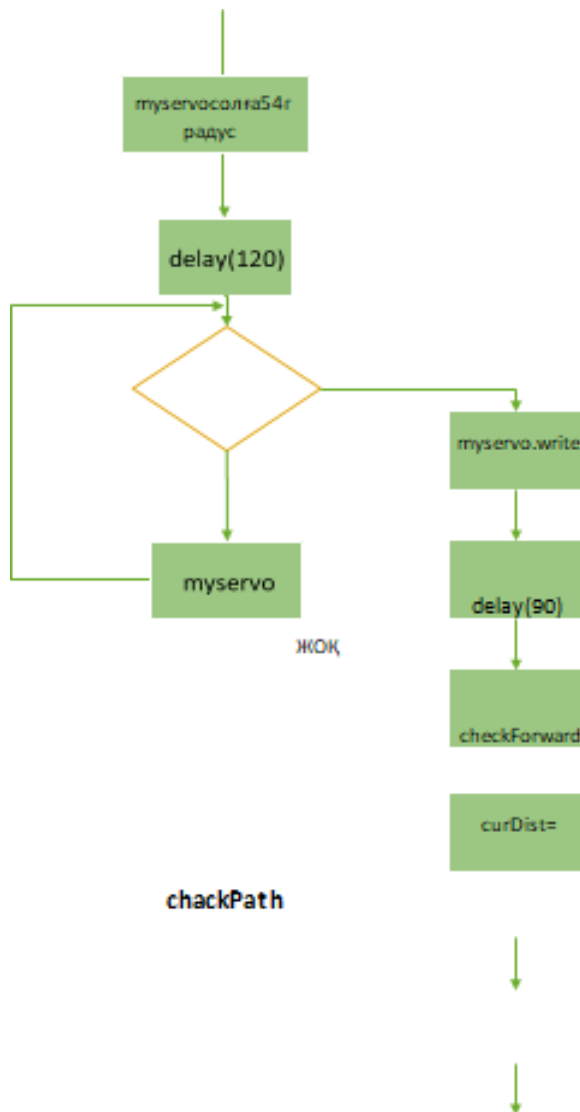 myservoсолға54г
радус
delay(120)
myservo.write
myservo
delay(90)
жоқ
checkForward
curDist=
chackPath